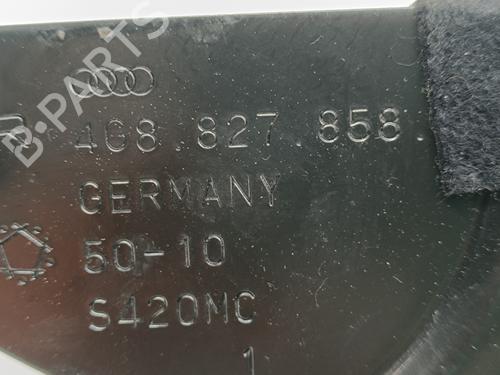 B-PARTS
4G8.827.858.
GERMANY
50-10
S420MC
1